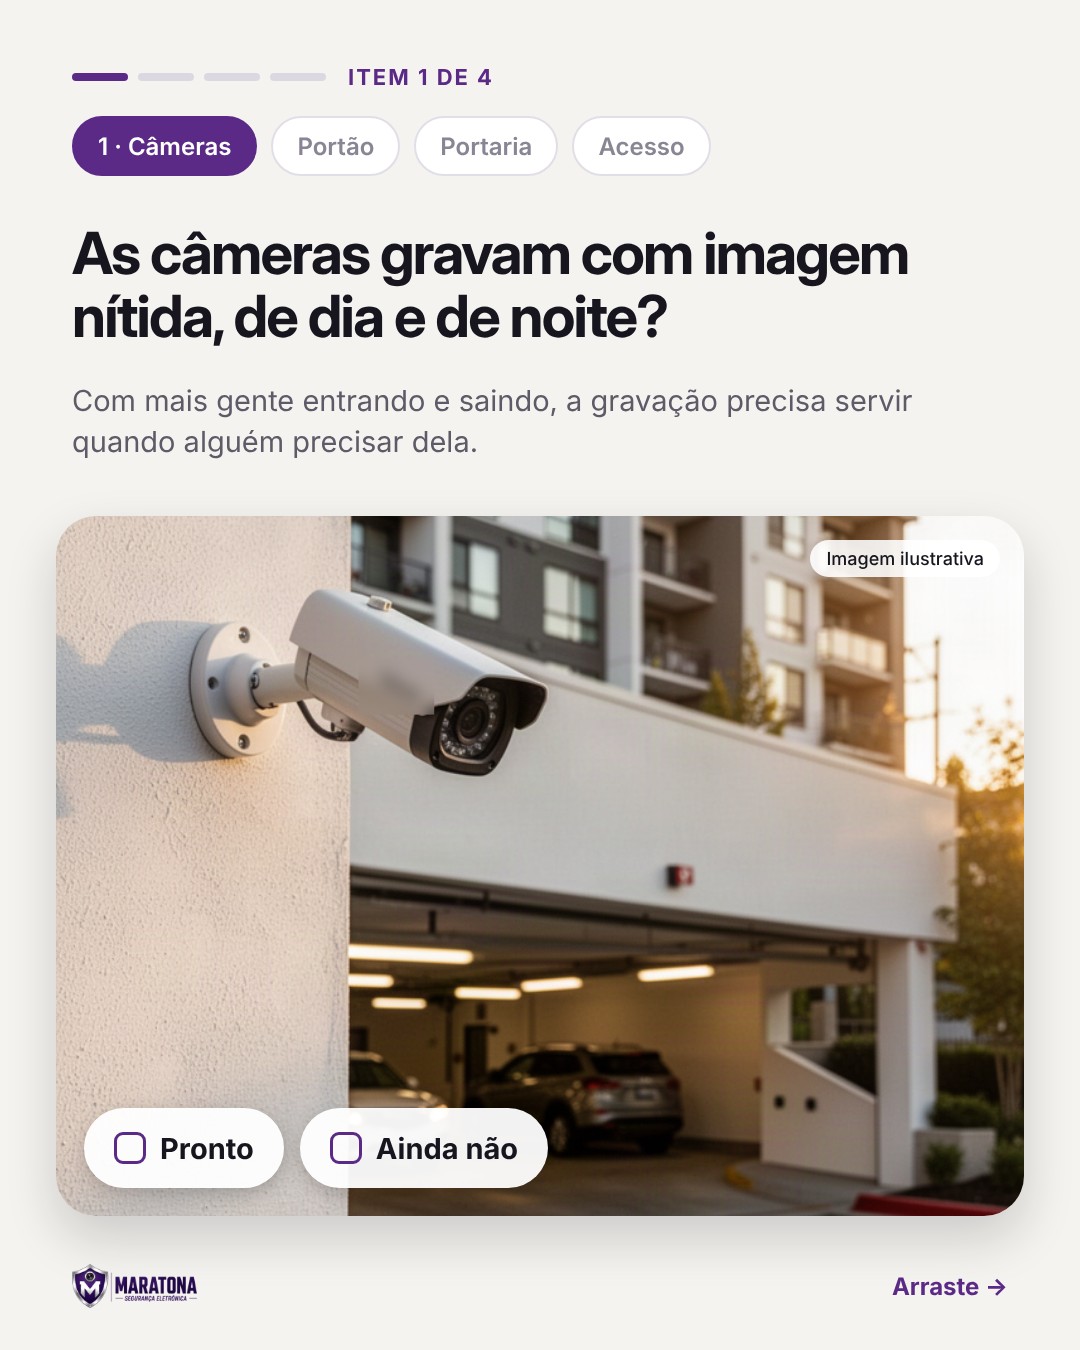 ITEM 1 DE 4
1 · Câmeras
Portão
Portaria
Acesso
As câmeras gravam com imagem
nítida, de dia e de noite?
Com mais gente entrando e saindo, a gravação precisa servir
quando alguém precisar dela.
Imagem ilustrativa
Pronto
Ainda não
M
MARATONA
SEGURANÇA ELETRÔNICA
Arraste →